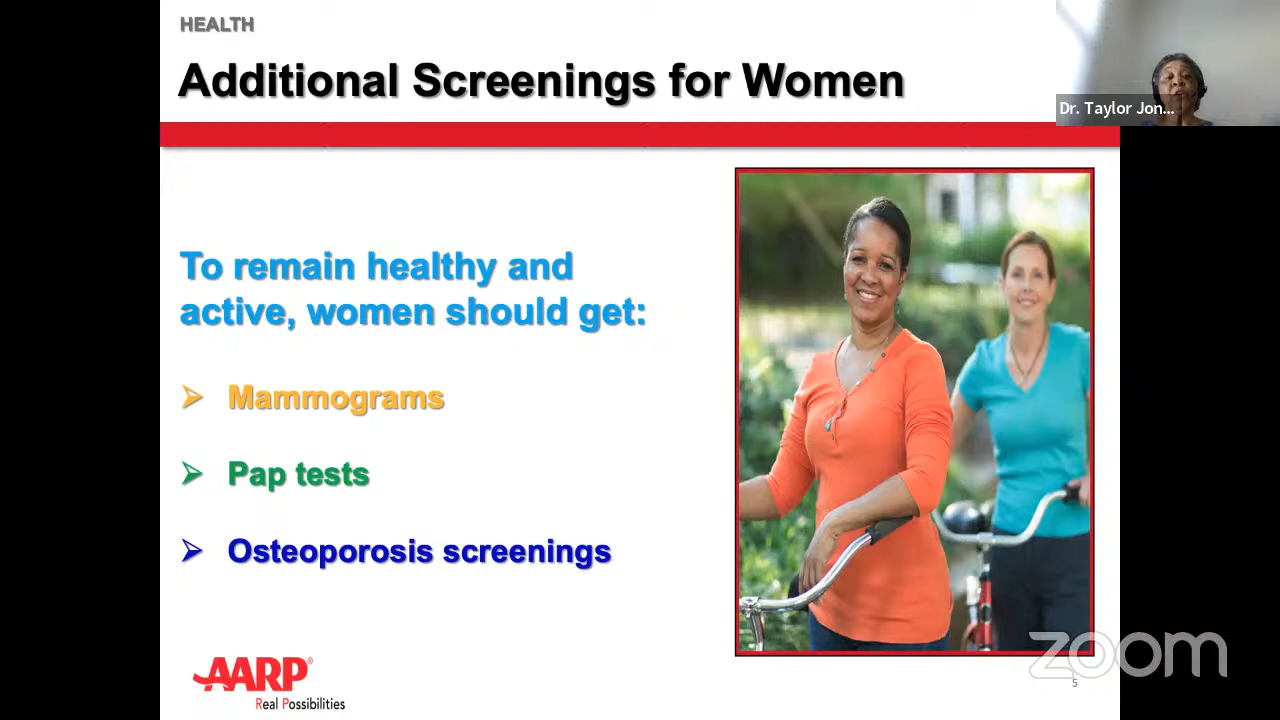 HEALTH
Additional Screenings for Women
Dr. Taylor Jon...
To remain healthy and
active, women should get:
➢ Mammograms
➢ Pap tests
➢ Osteoporosis screenings
AARP®
Real Possibilities
zoom
5